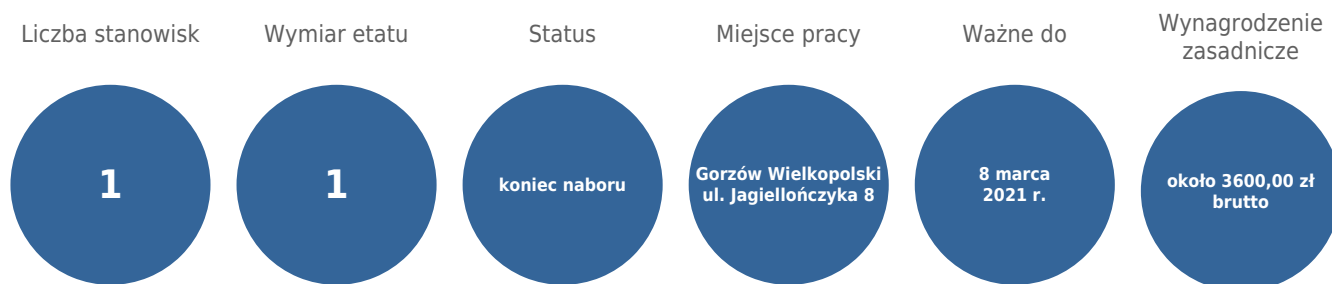 Liczba stanowisk
1
Wymiar etatu
1
Status
koniec naboru
Miejsce pracy
Gorzów Wielkopolski
ul. Jagiellończyka 8
Ważne do
8 marca
2021 r.
Wynagrodzenie
zasadnicze
około 3600,00 zł
brutto